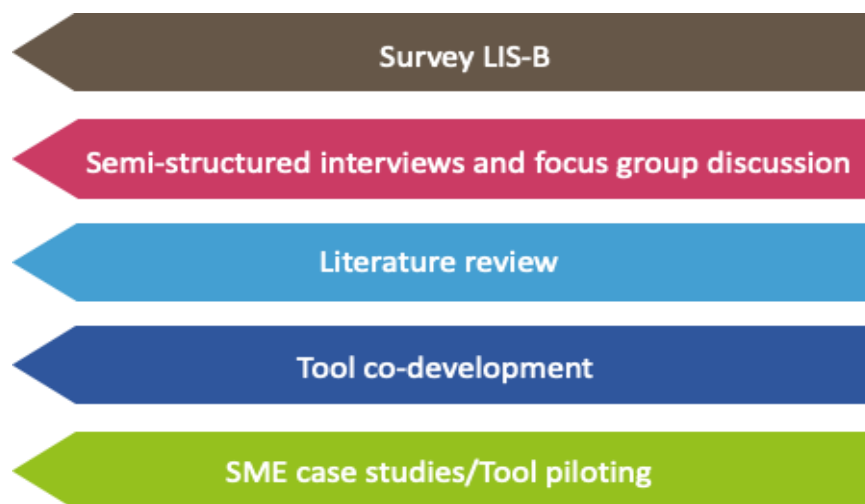 Survey LIS-B
Semi-structured interviews and focus group discussion
Literature review
Tool co-development
SME case studies/Tool piloting